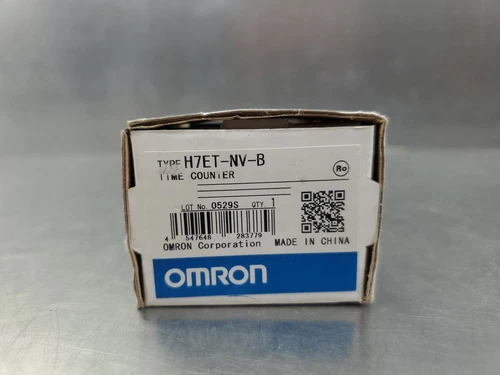 TYPE H7ET-NV-B
TIME COUNTER
Ro
LOT No. 0529S QTY. 1
4 547648 283779
OMRON Corporation MADE IN CHINA
OMRON